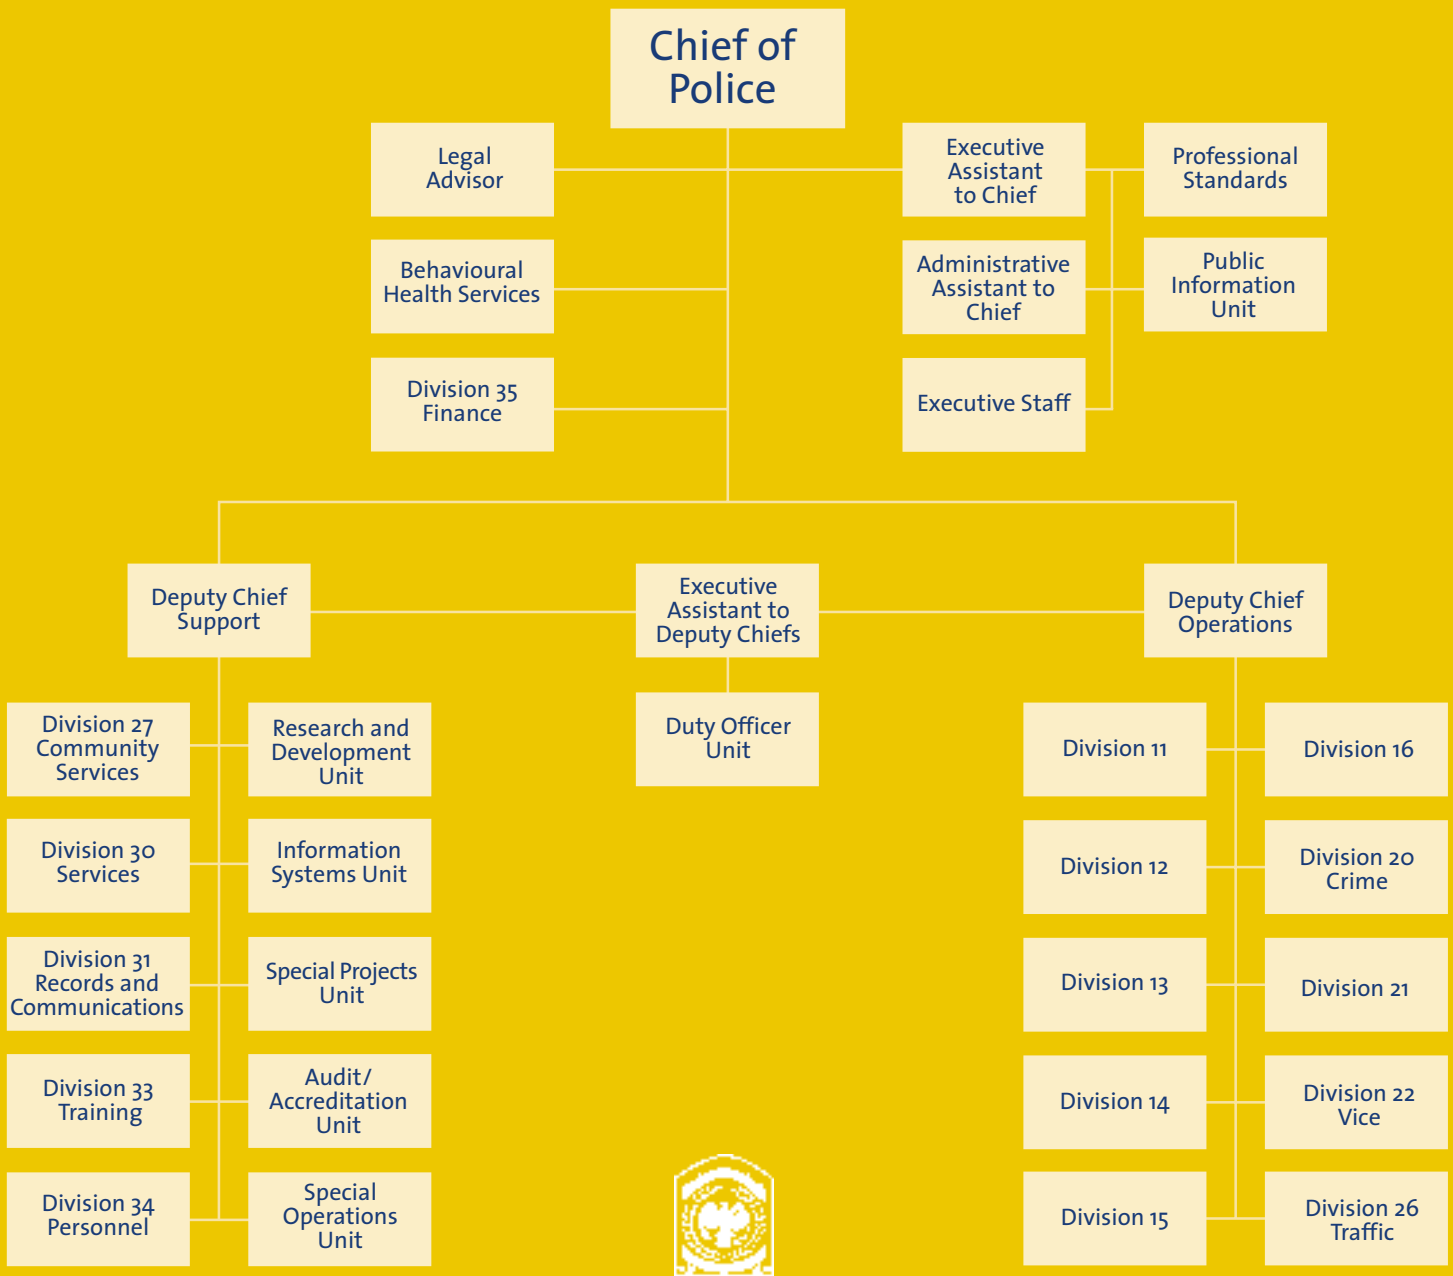 Chief of
Police
Legal
Advisor
Executive
Assistant
to Chief
Professional
Standards
Behavioural
Health Services
Administrative
Assistant to
Chief
Public
Information
Unit
Division 35
Finance
Executive Staff
Deputy Chief
Support
Executive
Assistant to
Deputy Chiefs
Deputy Chief
Operations
Duty Officer
Unit
Division 27
Community
Services
Research and
Development
Unit
Division 11
Division 16
Division 30
Services
Information
Systems Unit
Division 12
Division 20
Crime
Division 31
Records and
Communications
Special Projects
Unit
Division 13
Division 21
Division 33
Training
Audit/
Accreditation
Unit
Division 14
Division 22
Vice
Division 34
Personnel
Special
Operations
Unit
Division 15
Division 26
Traffic